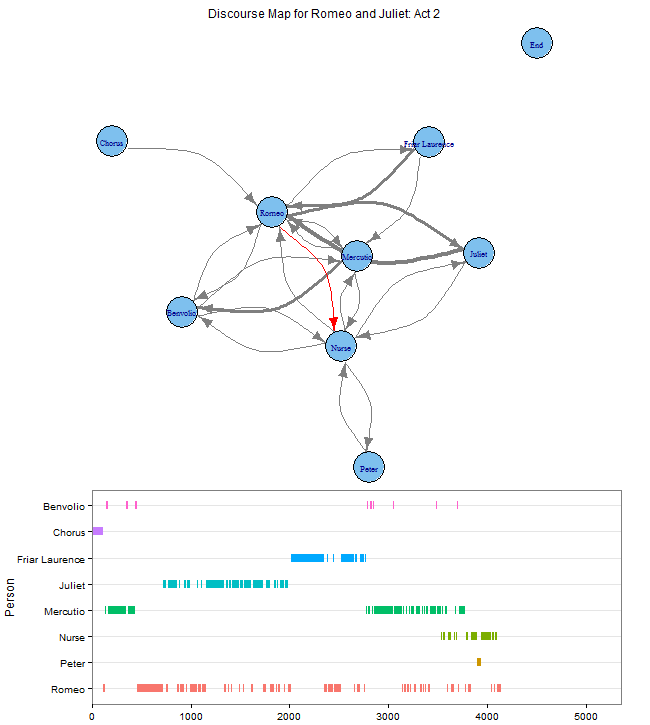 Discourse Map for Romeo and Juliet: Act 2
End
Chorus
Friar Laurence
Romeo
Mercutio
Juliet
Benvolio
Nurse
Peter
Person
Benvolio
Chorus
Friar Laurence
Juliet
Mercutio
Nurse
Peter
Romeo
0 1000 2000 3000 4000 5000